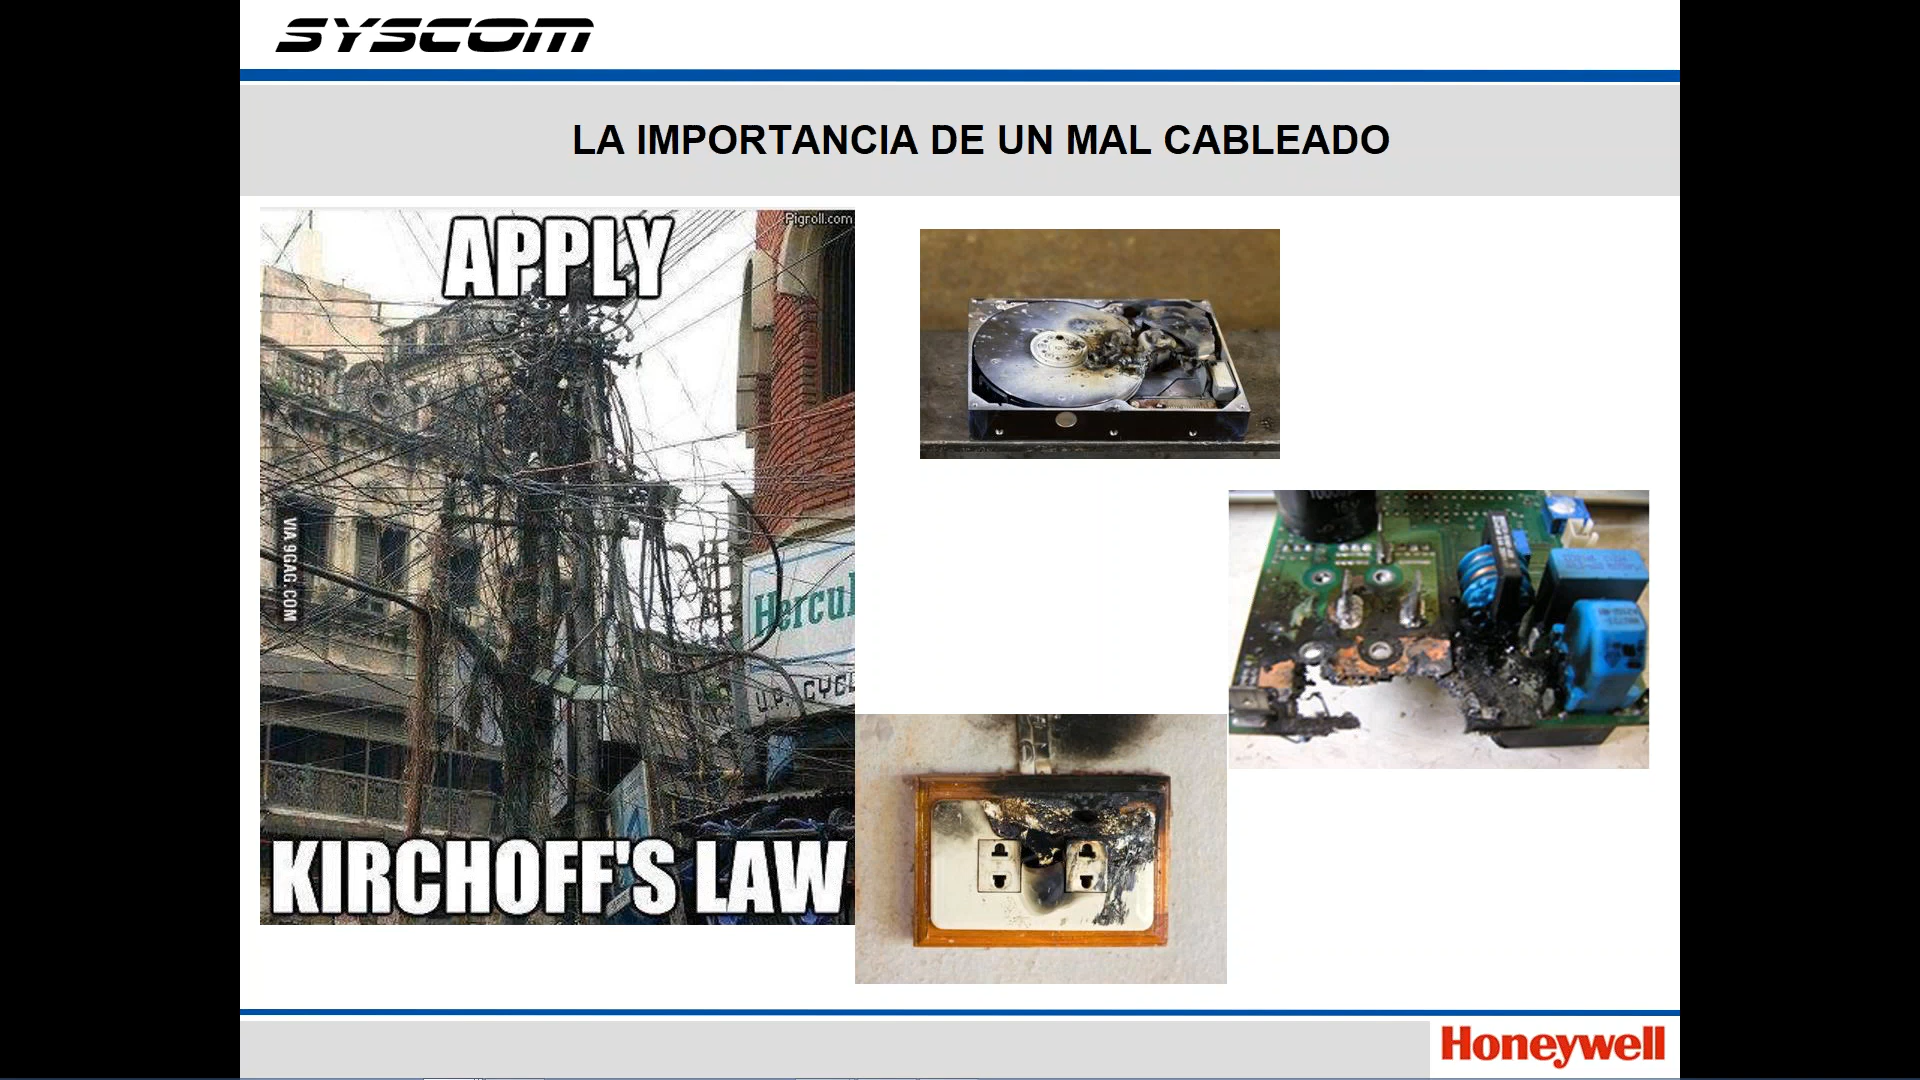 SYSCOM
LA IMPORTANCIA DE UN MAL CABLEADO
Pigroll.com
APPLY
VIA 9GAG.COM
Hercul
U.P. CYCL
KIRCHOFF'S LAW
Honeywell